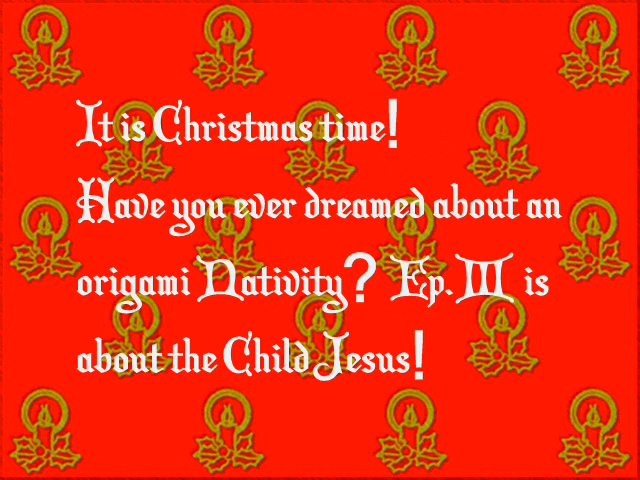 It is Christmas time!
Have you ever dreamed about an
origami Nativity? Ep. III is
about the Child Jesus!